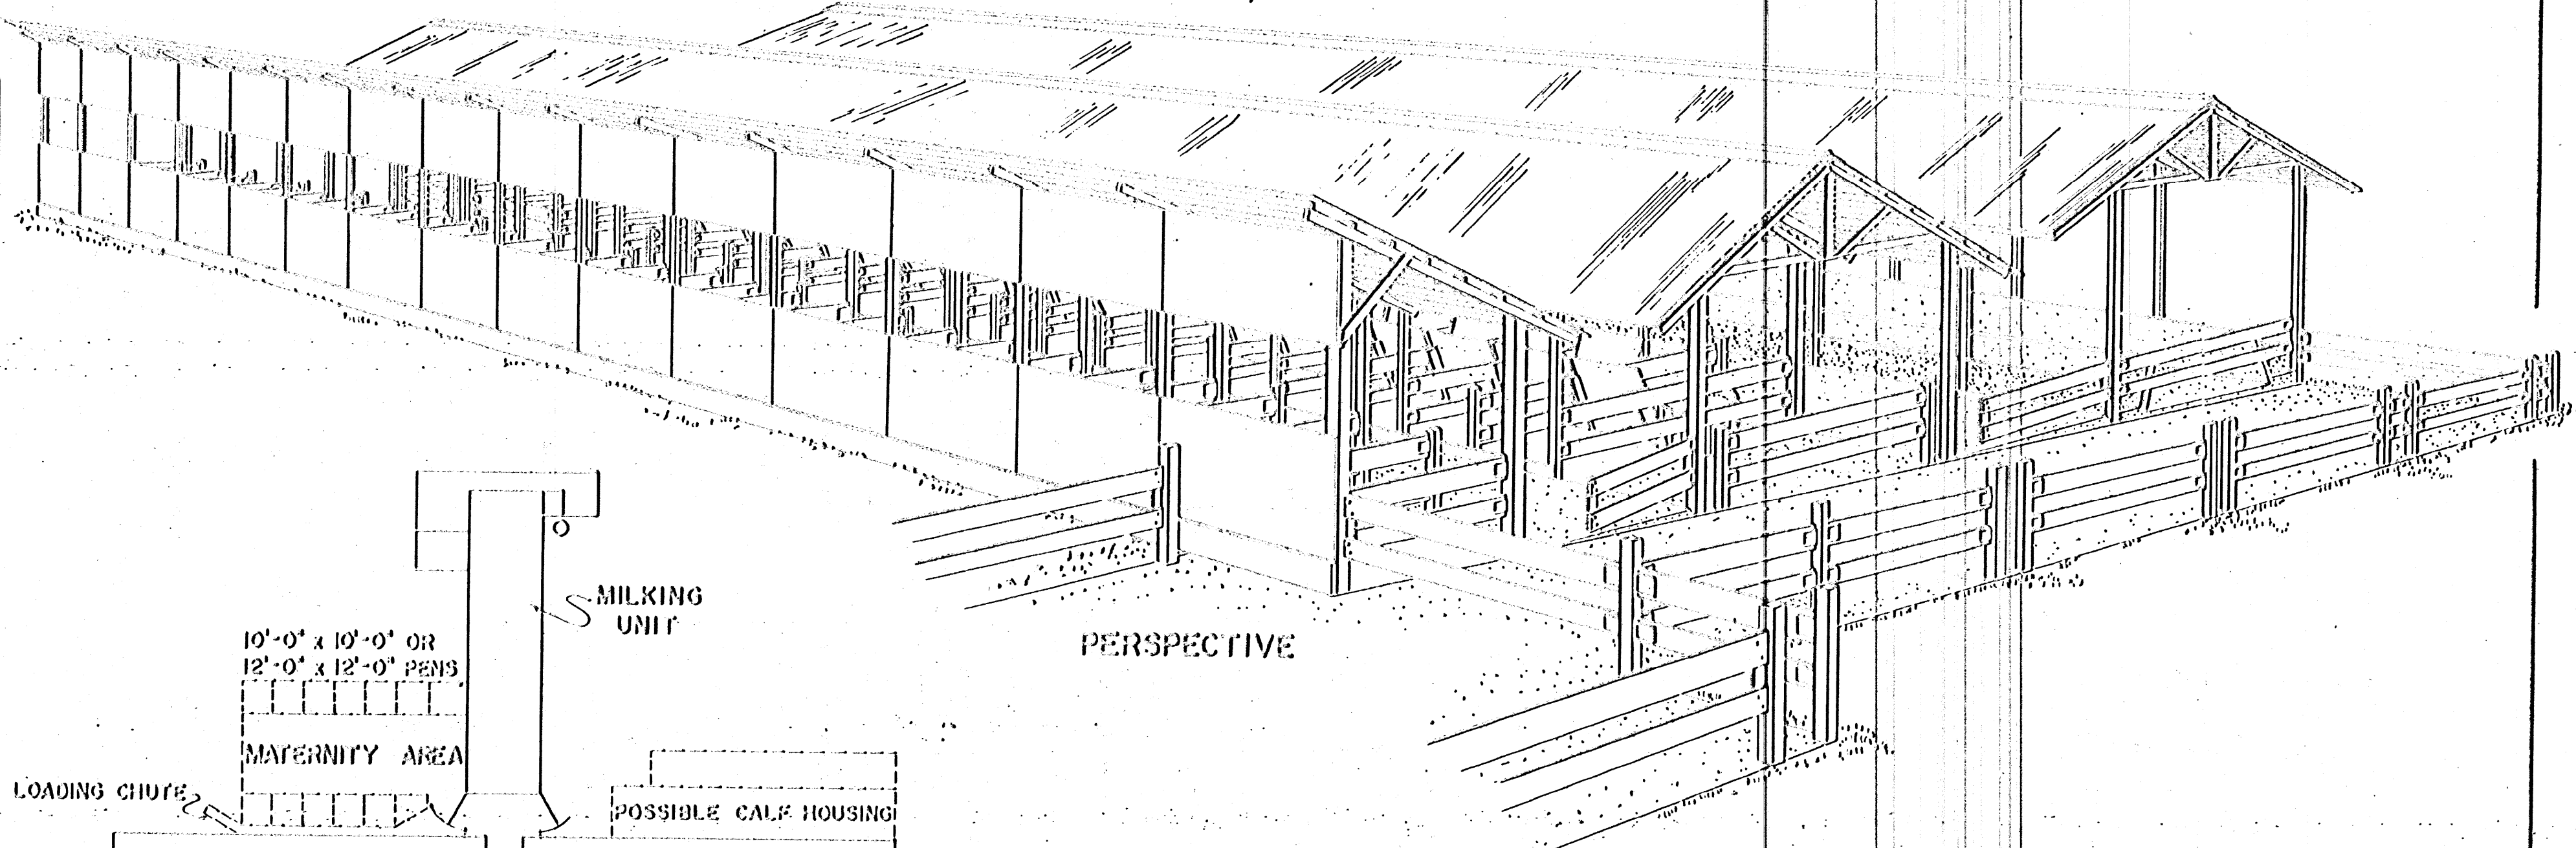 MILKING
UNIT
10'-0" x 10'-0" OR
12'-0" x 12'-0" PENS
PERSPECTIVE
MATERNITY AREA
LOADING CHUTE
POSSIBLE CALF HOUSING